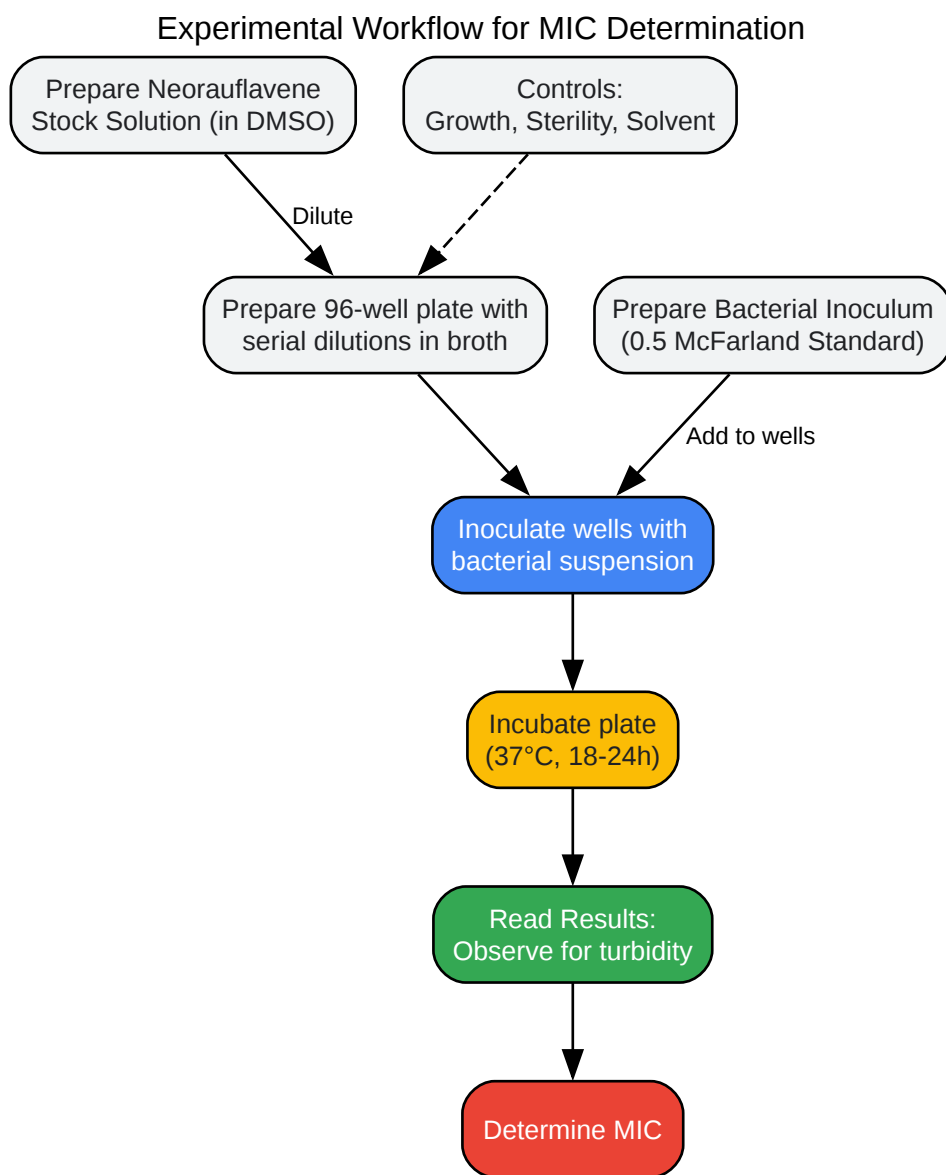 Experimental Workflow for MIC Determination
Prepare Neorauflavene
Stock Solution (in DMSO)
Controls:
Growth, Sterility, Solvent
Dilute
Prepare 96-well plate with
serial dilutions in broth
Prepare Bacterial Inoculum
(0.5 McFarland Standard)
Add to wells
Inoculate wells with
bacterial suspension
Incubate plate
(37°C, 18-24h)
Read Results:
Observe for turbidity
Determine MIC